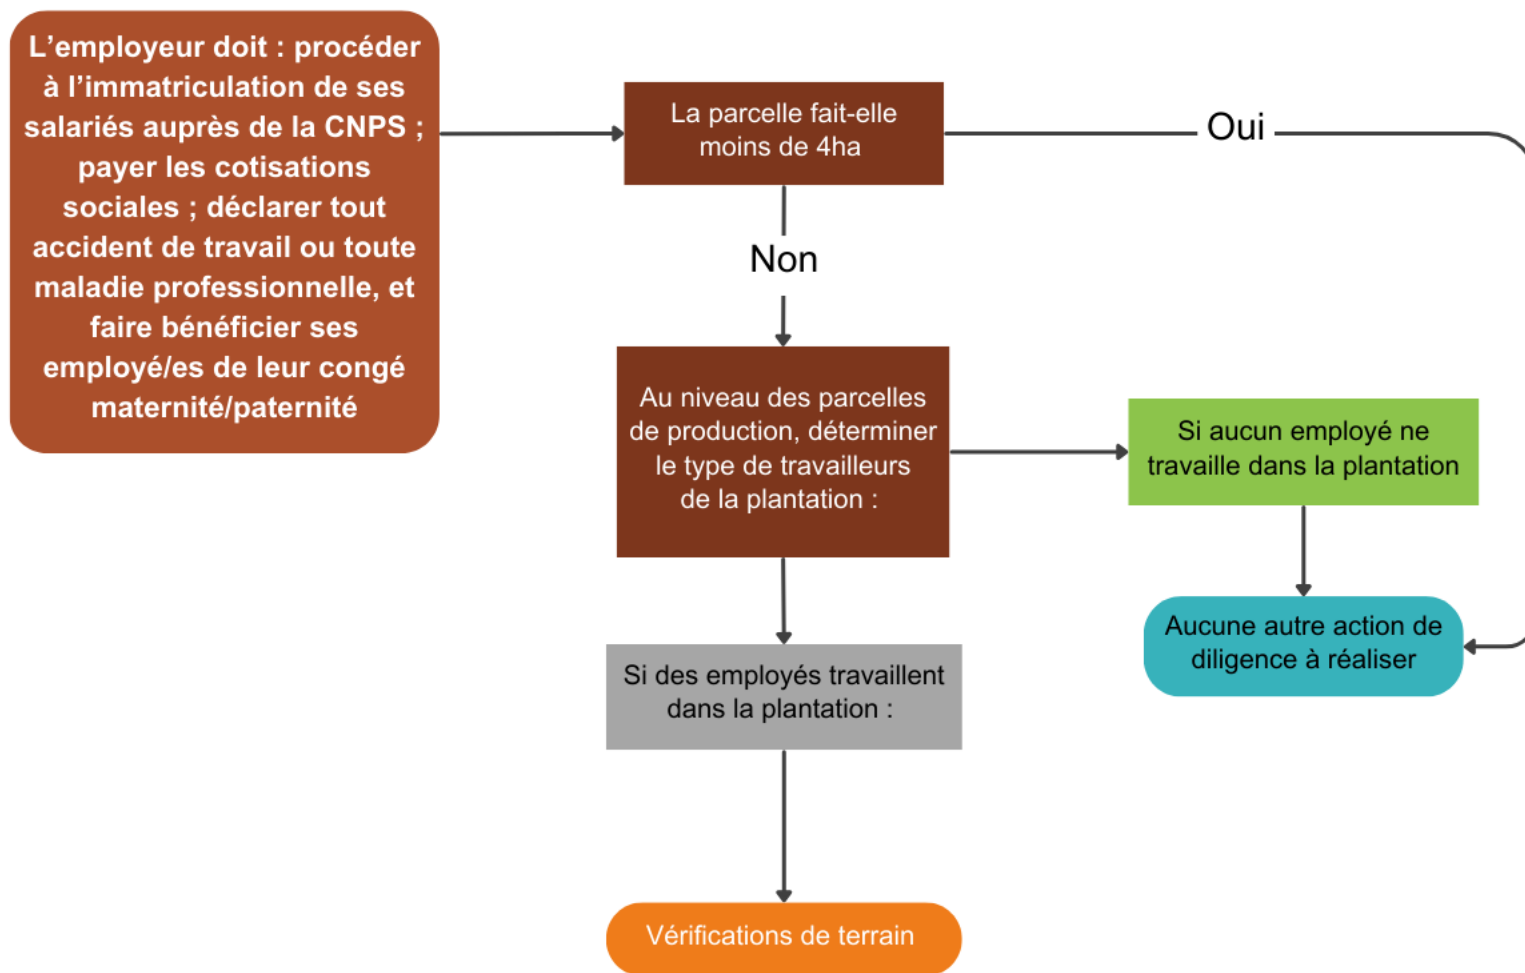 L’employeur doit : procéder
à l’immatriculation de ses
salariés auprès de la CNPS ;
payer les cotisations
sociales ; déclarer tout
accident de travail ou toute
maladie professionnelle, et
faire bénéficier ses
employé/es de leur congé
maternité/paternité
La parcelle fait-elle
moins de 4ha
Oui
Non
Au niveau des parcelles
de production, déterminer
le type de travailleurs
de la plantation :
Si aucun employé ne
travaille dans la plantation
Aucune autre action de
diligence à réaliser
Si des employés travaillent
dans la plantation :
Vérifications de terrain